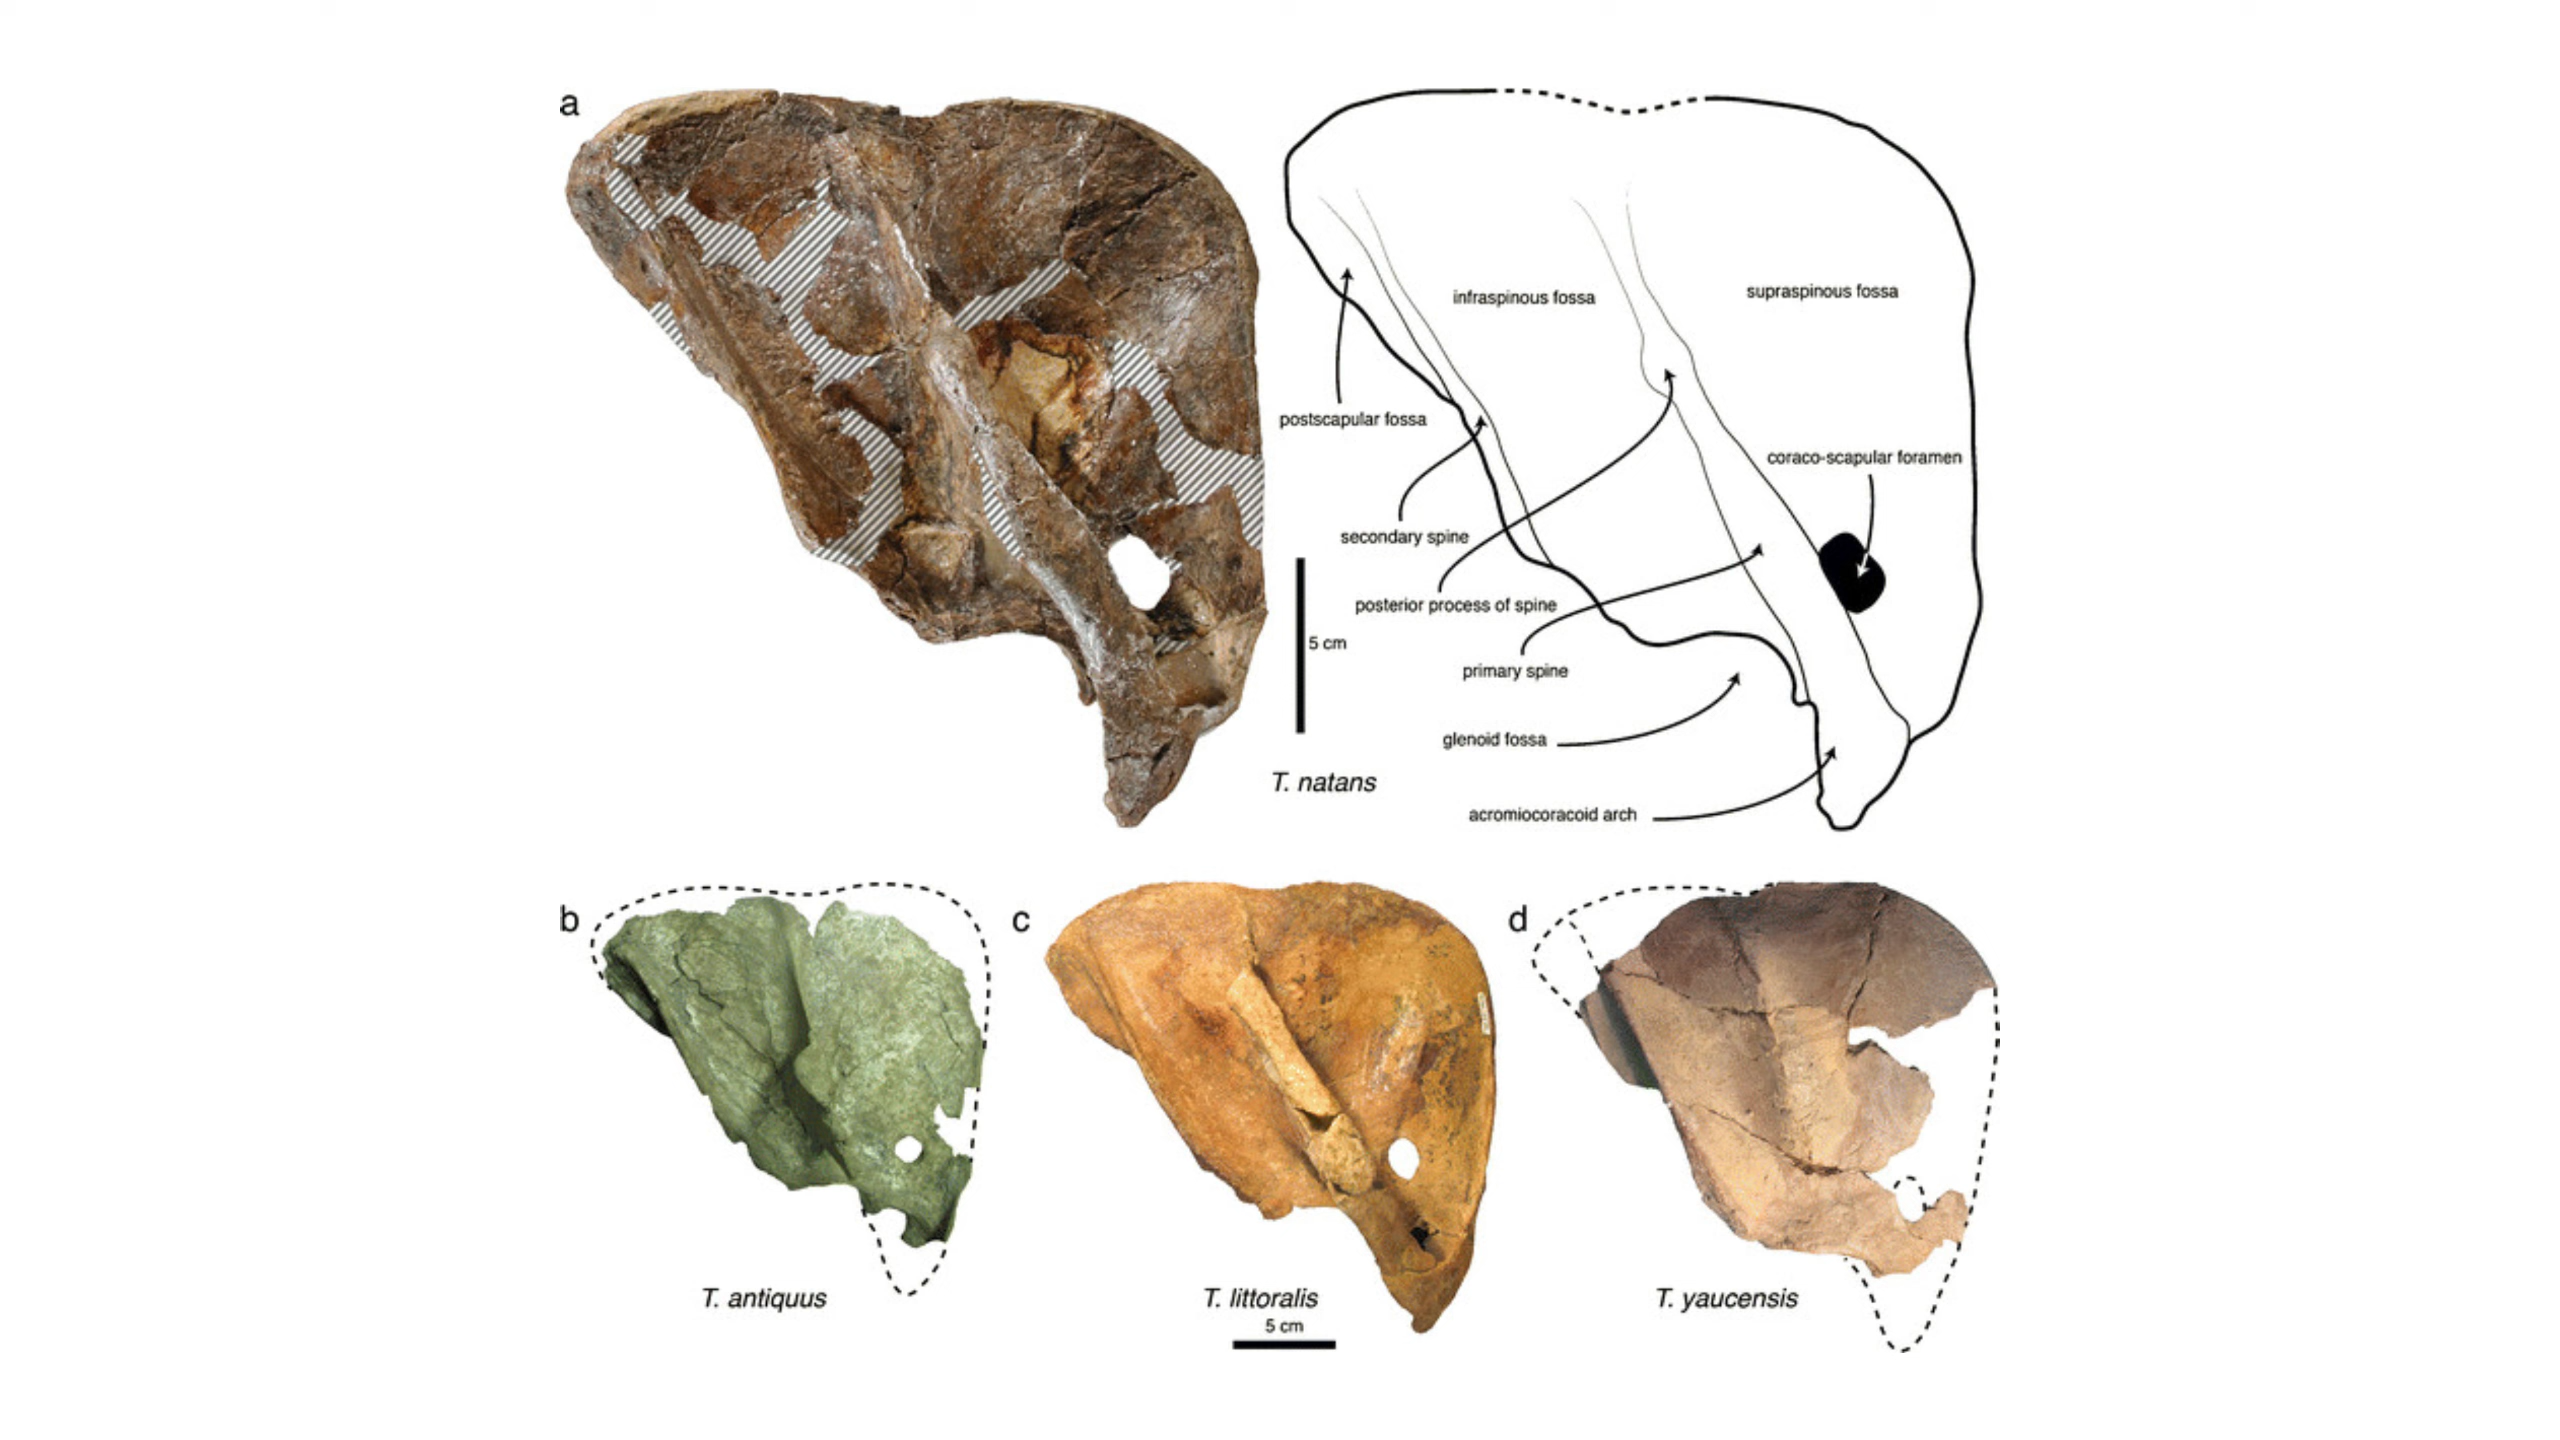 a
infraspinous fossa
supraspinous fossa
postscapular fossa
coraco-scapular foramen
secondary spine
posterior process of spine
5 cm
primary spine
glenoid fossa
T. natans
acromiocoracoid arch
b
c
d
T. antiquus
T. littoralis
T. yaucensis
5 cm